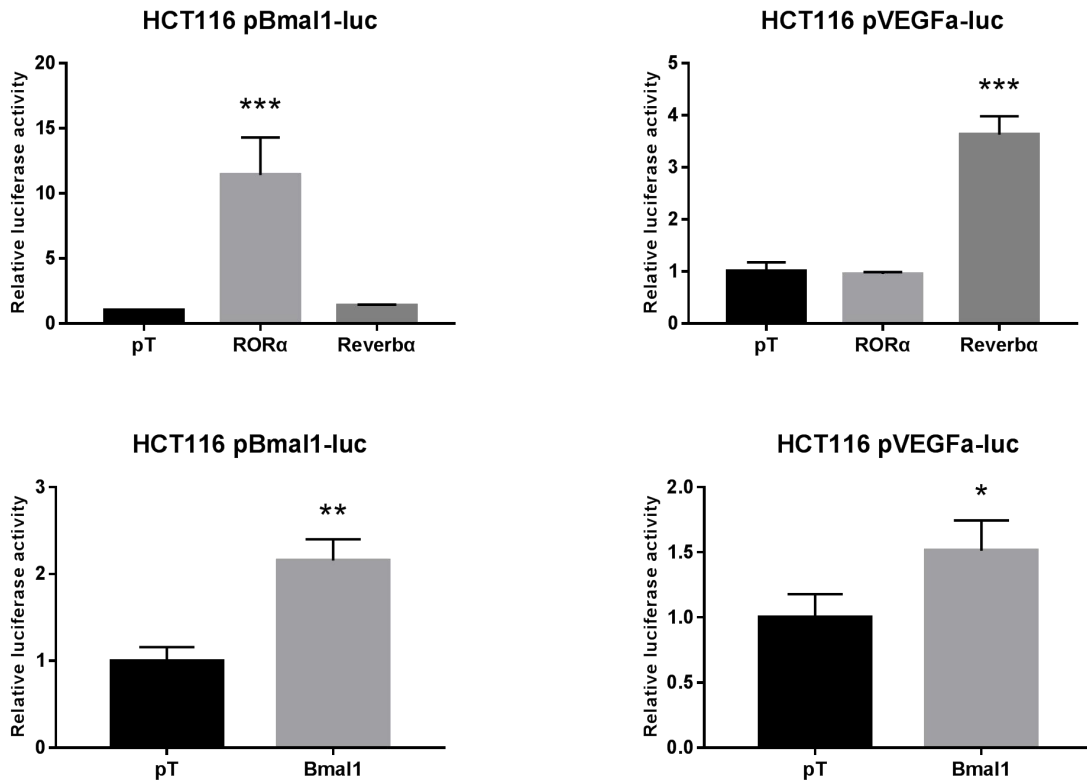 HCT116 pBmal1-luc
Relative luciferase activity
20
15
10
5
0
***
pT RORα Reverbα
HCT116 pVEGFa-luc
Relative luciferase activity
5
4
3
2
1
0
***
pT RORα Reverbα
HCT116 pBmal1-luc
Relative luciferase activity
3
2
1
0
**
pT Bmal1
HCT116 pVEGFa-luc
Relative luciferase activity
2.0
1.5
1.0
0.5
0.0
*
pT Bmal1